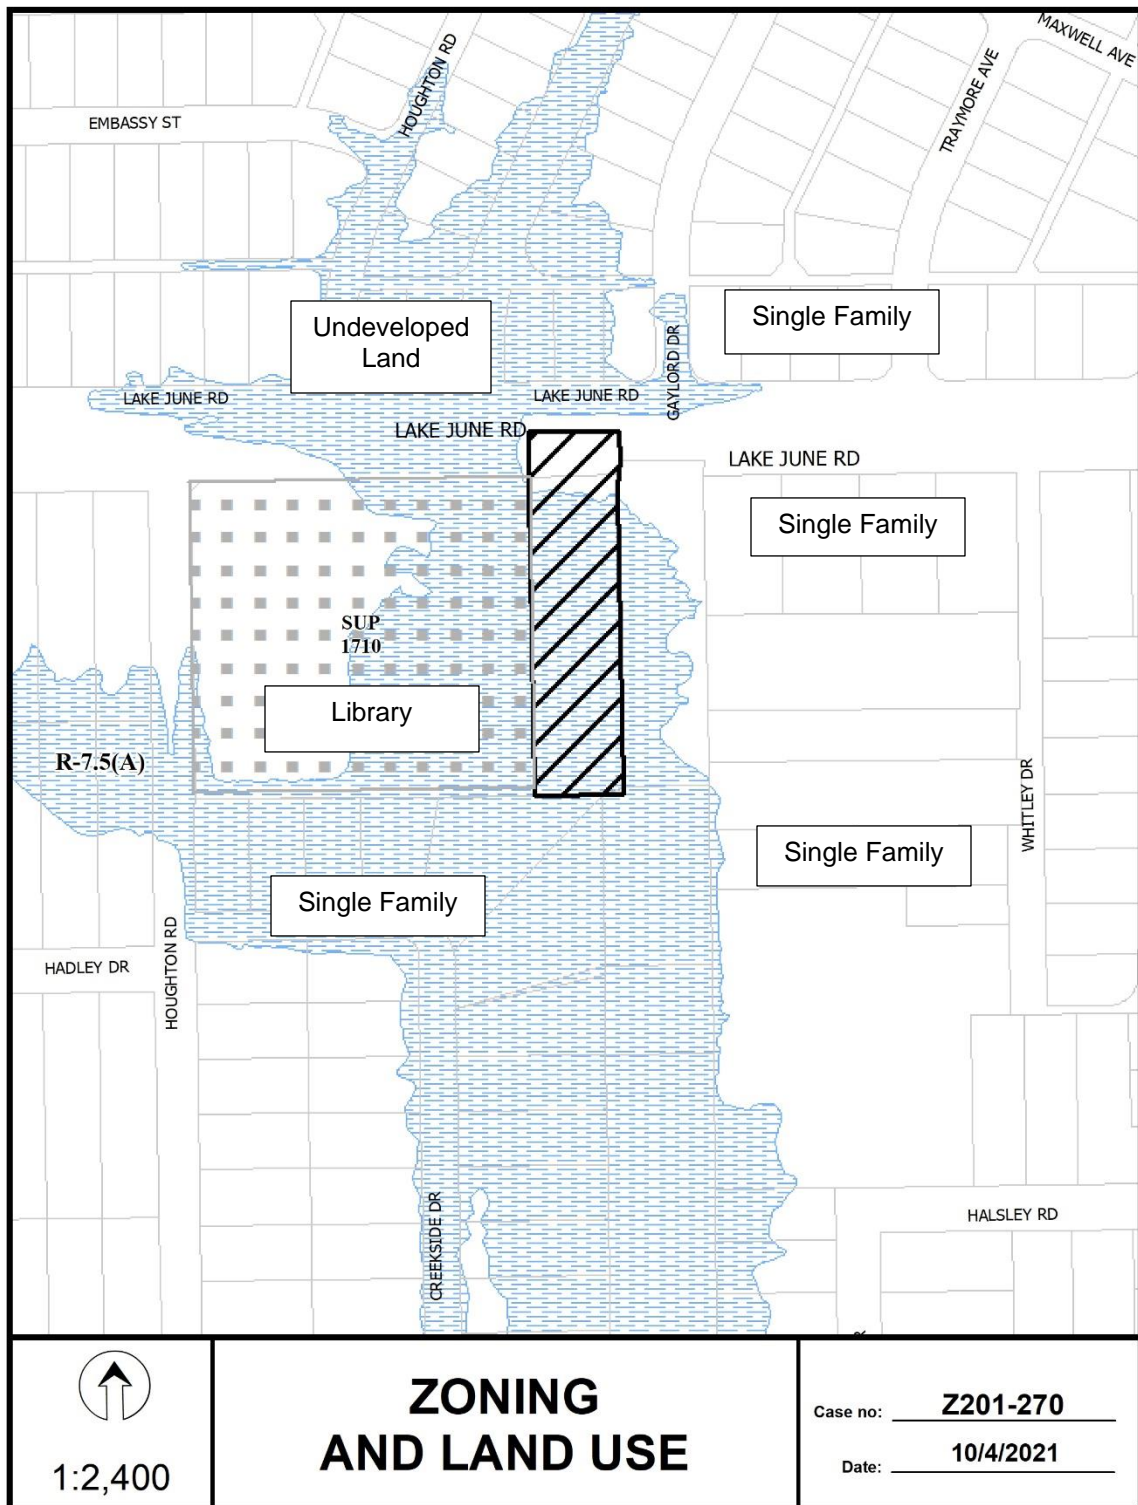 MAXWELL AVE
HOUGHTON RD
TRAYMORE AVE
EMBASSY ST
Undeveloped
Land
Single Family
GAYLORD DR
LAKE JUNE RD
LAKE JUNE RD
LAKE JUNE RD
LAKE JUNE RD
Single Family
SUP
1710
Library
R-7.5(A)
WHITLEY DR
Single Family
Single Family
HOUGHTON RD
HADLEY DR
CREEKSIDE DR
HALSLEY RD
1:2,400
ZONING
AND LAND USE
Case no: Z201-270
Date: 10/4/2021